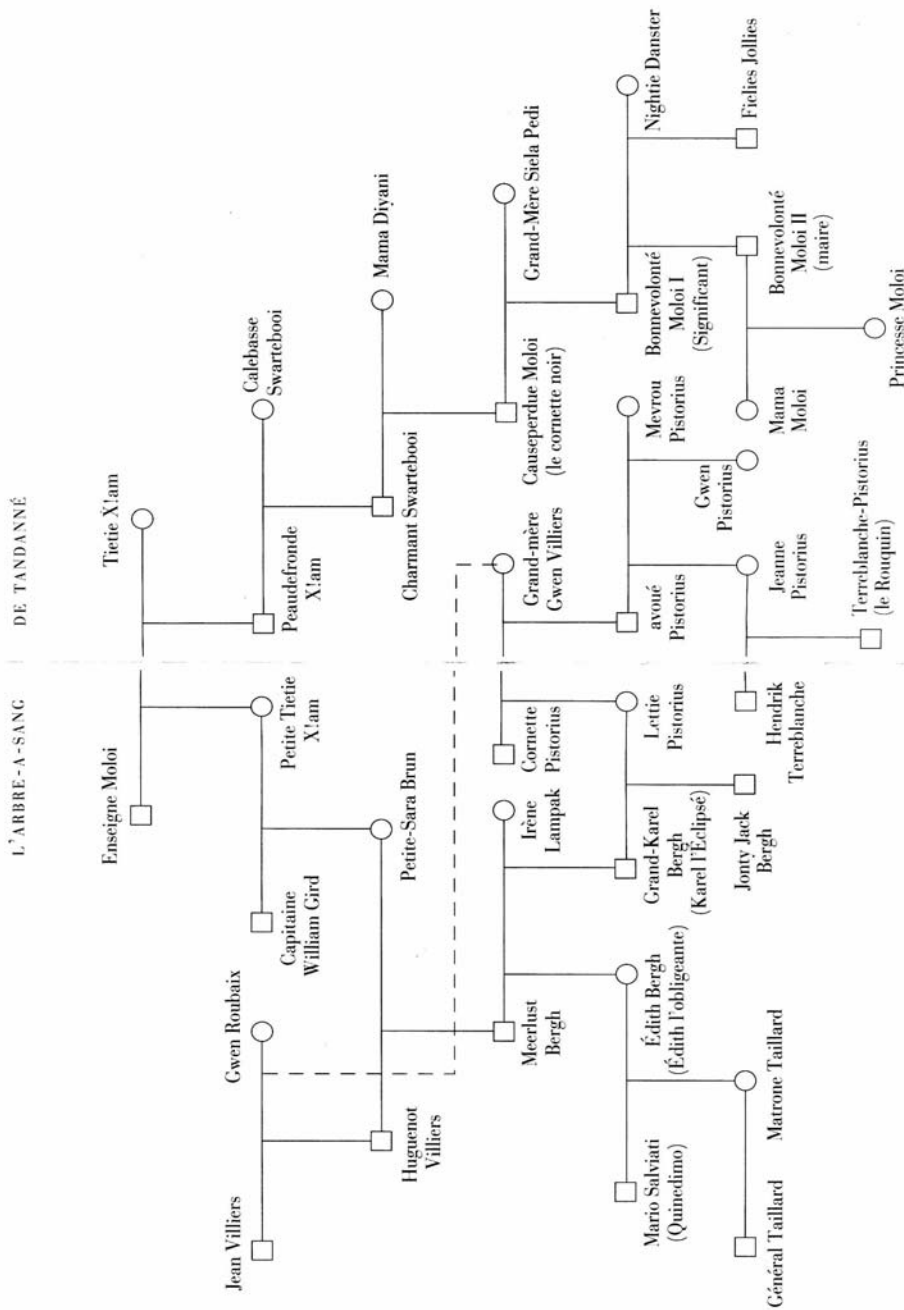 L'ARBRE-A-SANG DE TANDANNÉ
Enseigne Moloi
Tietie X!am
Jean Villiers
Gwen Roubaix
Capitaine
William Gird
Petite Tietie
X!am
Peaudefronde
X!am
Calebasse
Swartebooi
Huguenot
Villiers
Petite-Sara Brun
Charmant Swartebooi
Mama Diyani
Meerlust
Bergh
Irène
Lampak
Cornette
Pistorius
Grand-mère
Gwen Villiers
Causeperdue Moloi
(le cornette noir)
Grand-Mère Siela Pedi
Mario Salviati
(Quinedimo)
Édith Bergh
(Édith l'obligeante)
Grand-Karel
Bergh
(Karel l'Éclipsé)
Lettie
Pistorius
avoué
Pistorius
Mevrou
Pistorius
Bonnevolonté
Moloi I
(Significant)
Nightie Danster
Général Taillard
Matrone Taillard
Jonty Jack
Bergh
Hendrik
Terreblanche
Jeanne
Pistorius
Gwen
Pistorius
Mama
Moloi
Bonnevolonté
Moloi II
(maire)
Fielies Jollies
Terreblanche-Pistorius
(le Rouquin)
Princesse Moloi